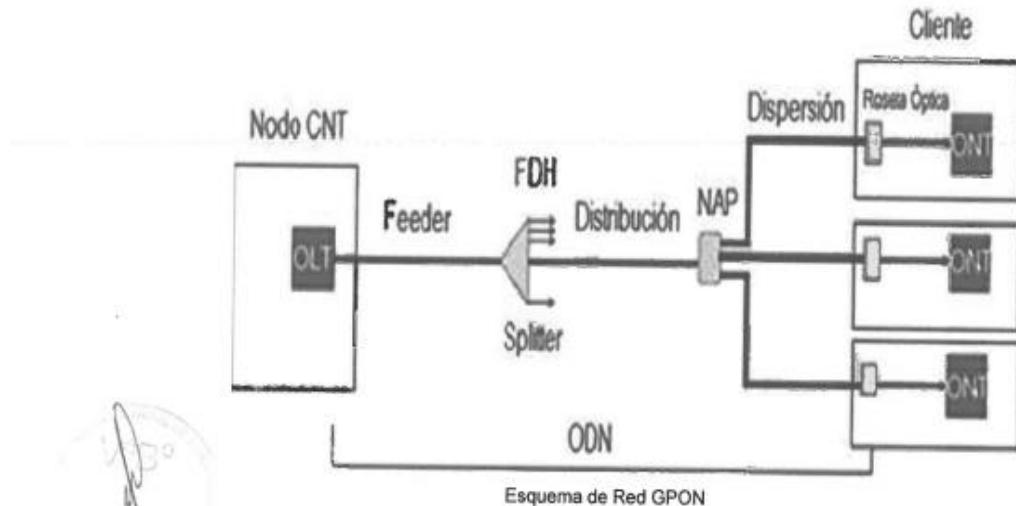 Cliente
Nodo CNT
Dispersión
Roseta Óptica
ONT
FDH
Feeder
Distribución
NAP
OLT
ONT
Splitter
ONT
ODN
Esquema de Red GPON